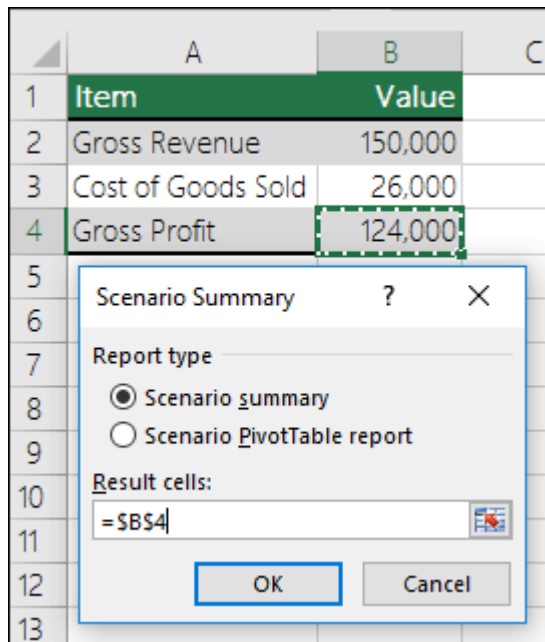 A B C
1 Item Value
2 Gross Revenue 150,000
3 Cost of Goods Sold 26,000
4 Gross Profit 124,000
5
Scenario Summary ? ×
6
7 Report type
8 Scenario summary
9 Scenario PivotTable report
10 Result cells:
11 =$B$4
12 OK Cancel
13